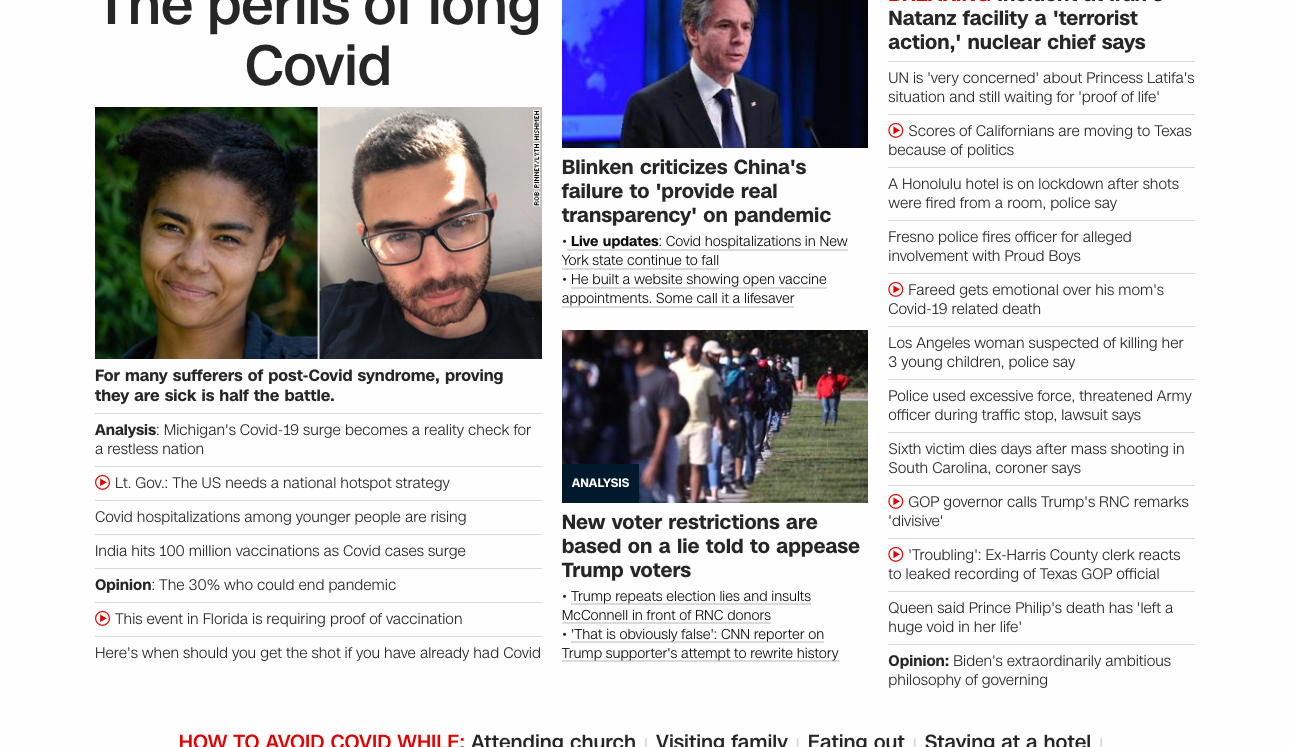 The perils of long
Covid
ROB PINNEY/LYTH HISHMEH
For many sufferers of post-Covid syndrome, proving
they are sick is half the battle.
Analysis: Michigan's Covid-19 surge becomes a reality check for
a restless nation
Lt. Gov.: The US needs a national hotspot strategy
Covid hospitalizations among younger people are rising
India hits 100 million vaccinations as Covid cases surge
Opinion: The 30% who could end pandemic
This event in Florida is requiring proof of vaccination
Here's when should you get the shot if you have already had Covid
Blinken criticizes China's
failure to 'provide real
transparency' on pandemic
• Live updates: Covid hospitalizations in New
York state continue to fall
• He built a website showing open vaccine
appointments. Some call it a lifesaver
ANALYSIS
New voter restrictions are
based on a lie told to appease
Trump voters
• Trump repeats election lies and insults
McConnell in front of RNC donors
• 'That is obviously false': CNN reporter on
Trump supporter's attempt to rewrite history
BREAKING Incident at Iran's
Natanz facility a 'terrorist
action,' nuclear chief says
UN is 'very concerned' about Princess Latifa's
situation and still waiting for 'proof of life'
Scores of Californians are moving to Texas
because of politics
A Honolulu hotel is on lockdown after shots
were fired from a room, police say
Fresno police fires officer for alleged
involvement with Proud Boys
Fareed gets emotional over his mom's
Covid-19 related death
Los Angeles woman suspected of killing her
3 young children, police say
Police used excessive force, threatened Army
officer during traffic stop, lawsuit says
Sixth victim dies days after mass shooting in
South Carolina, coroner says
GOP governor calls Trump's RNC remarks
'divisive'
'Troubling': Ex-Harris County clerk reacts
to leaked recording of Texas GOP official
Queen said Prince Philip's death has 'left a
huge void in her life'
Opinion: Biden's extraordinarily ambitious
philosophy of governing
HOW TO AVOID COVID WHILE: Attending church | Visiting family | Eating out | Staying at a hotel |